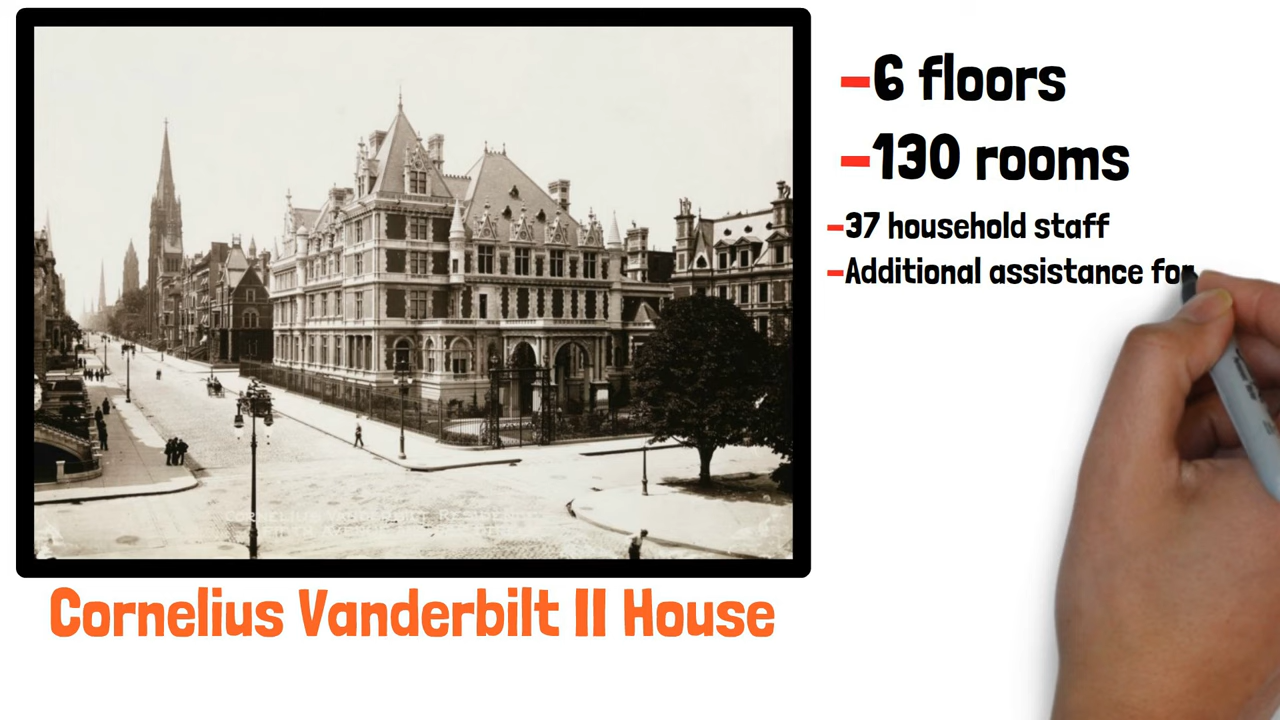 -6 floors
-130 rooms
-37 household staff
-Additional assistance for
Cornelius Vanderbilt II House